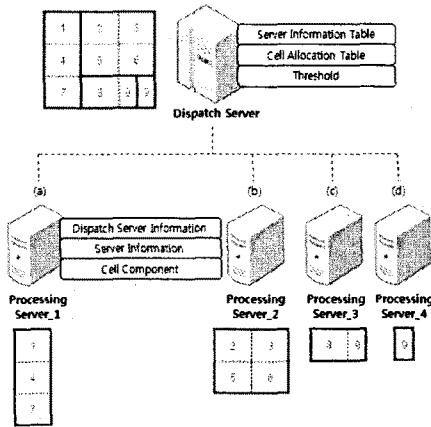 2 3
4 5 6
7 8 9 9
Server Information Table
Cell Allocation Table
Threshold
Dispatch Server
(a) (b) (c) (d)
Dispatch Server Information
Server Information
Cell Component
Processing Server_1
Processing Server_2
Processing Server_3
Processing Server_4
2 3
5 6
8 9
9
4